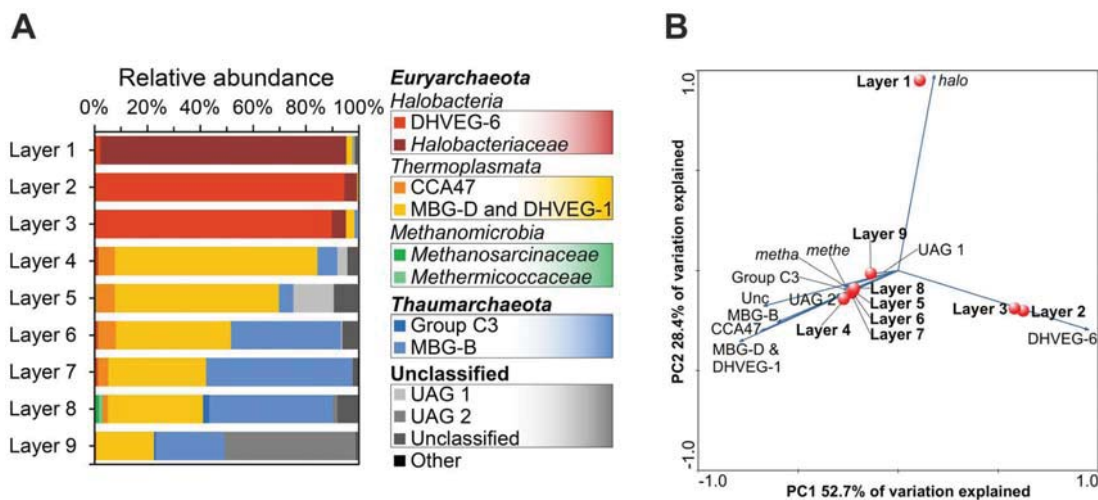 A
Relative abundance
0% 20% 40% 60% 80% 100%
Layer 1
Layer 2
Layer 3
Layer 4
Layer 5
Layer 6
Layer 7
Layer 8
Layer 9
Euryarchaeota
Halobacteria
DHVEG-6
Halobacteriaceae
Thermoplasmata
CCA47
MBG-D and DHVEG-1
Methanomicrobia
Methanosarcinaceae
Methermicoccaceae
Thaumarchaeota
Group C3
MBG-B
Unclassified
UAG 1
UAG 2
Unclassified
Other
B
PC2 28.4% of variation explained
1.0
-1.0
Layer 1
halo
Layer 9
metha
methe
UAG 1
Group C3
Layer 8
Unc
UAG 2
Layer 5
MBG-B
Layer 6
CCA47
Layer 4
Layer 7
MBG-D &
DHVEG-1
Layer 3
Layer 2
DHVEG-6
-1.0
1.0
PC1 52.7% of variation explained